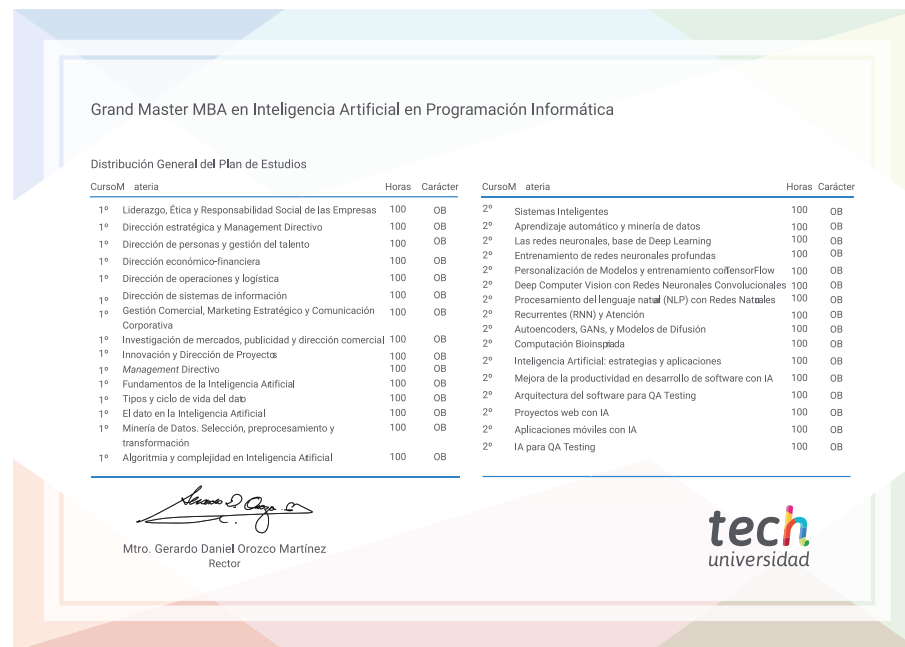 Grand Master MBA en Inteligencia Artificial en Programación Informática
Distribución General del Plan de Estudios
Curso Materia Horas Carácter
1º Liderazgo, Ética y Responsabilidad Social de las Empresas 100 OB
1º Dirección estratégica y Management Directivo 100 OB
1º Dirección de personas y gestión del talento 100 OB
1º Dirección económico-financiera 100 OB
1º Dirección de operaciones y logística 100 OB
1º Dirección de sistemas de información 100 OB
1º Gestión Comercial, Marketing Estratégico y Comunicación 100 OB
Corporativa
1º Investigación de mercados, publicidad y dirección comercial 100 OB
1º Innovación y Dirección de Proyectos 100 OB
1º Management Directivo 100 OB
1º Fundamentos de la Inteligencia Artificial 100 OB
1º Tipos y ciclo de vida del dato 100 OB
1º El dato en la Inteligencia Artificial 100 OB
1º Minería de Datos. Selección, preprocesamiento y 100 OB
transformación
1º Algoritmia y complejidad en Inteligencia Artificial 100 OB
Curso Materia Horas Carácter
2º Sistemas Inteligentes 100 OB
2º Aprendizaje automático y minería de datos 100 OB
2º Las redes neuronales, base de Deep Learning 100 OB
2º Entrenamiento de redes neuronales profundas 100 OB
2º Personalización de Modelos y entrenamiento con TensorFlow 100 OB
2º Deep Computer Vision con Redes Neuronales Convolucionales 100 OB
2º Procesamiento del lenguaje natural (NLP) con Redes Naturales 100 OB
2º Recurrentes (RNN) y Atención 100 OB
2º Autoencoders, GANs, y Modelos de Difusión 100 OB
2º Computación Bioinspirada 100 OB
2º Inteligencia Artificial: estrategias y aplicaciones 100 OB
2º Mejora de la productividad en desarrollo de software con IA 100 OB
2º Arquitectura del software para QA Testing 100 OB
2º Proyectos web con IA 100 OB
2º Aplicaciones móviles con IA 100 OB
2º IA para QA Testing 100 OB
Mtro. Gerardo Daniel Orozco Martínez
Rector
tech
universidad